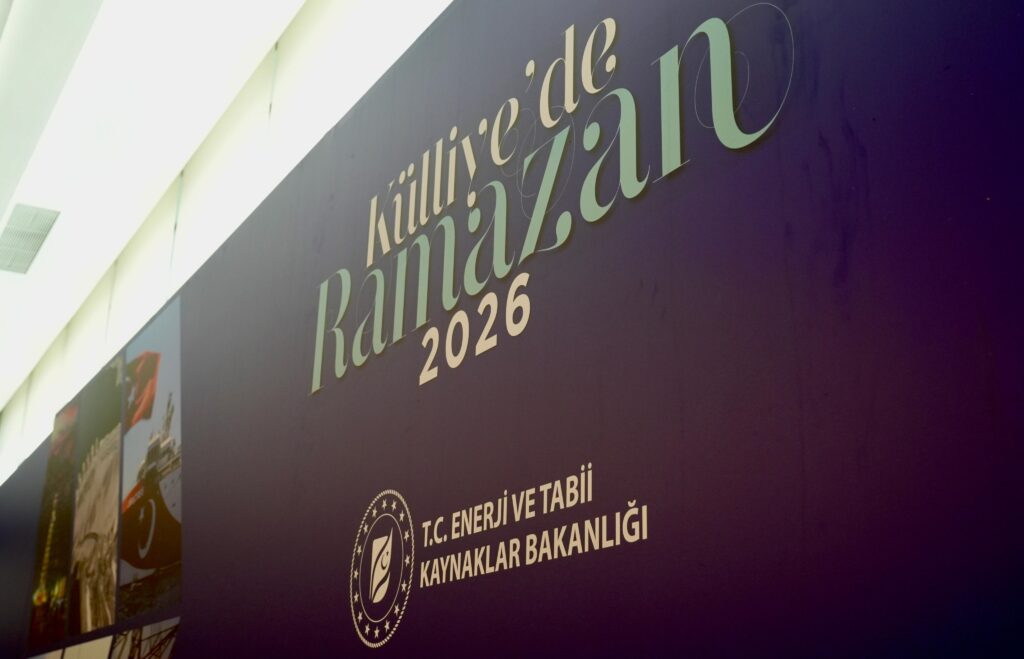 Külliye'de
Ramazan
2026
T.C. ENERJİ VE TABİİ
KAYNAKLAR BAKANLIĞI